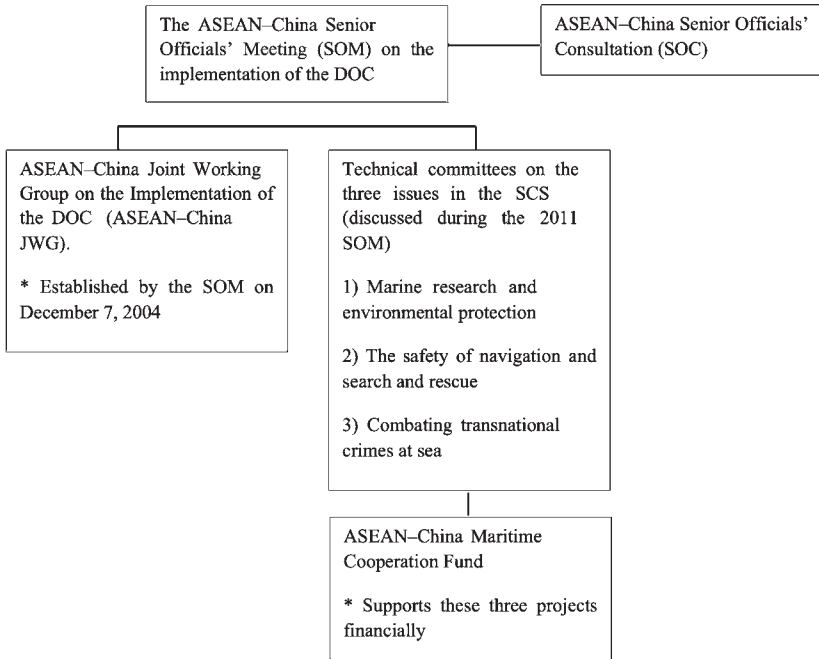 The ASEAN–China Senior
Officials’ Meeting (SOM) on the
implementation of the DOC
ASEAN–China Senior Officials’
Consultation (SOC)
ASEAN–China Joint Working
Group on the Implementation of
the DOC (ASEAN–China
JWG).
* Established by the SOM on
December 7, 2004
Technical committees on the
three issues in the SCS
(discussed during the 2011
SOM)
1) Marine research and
environmental protection
2) The safety of navigation and
search and rescue
3) Combating transnational
crimes at sea
ASEAN–China Maritime
Cooperation Fund
* Supports these three projects
financially